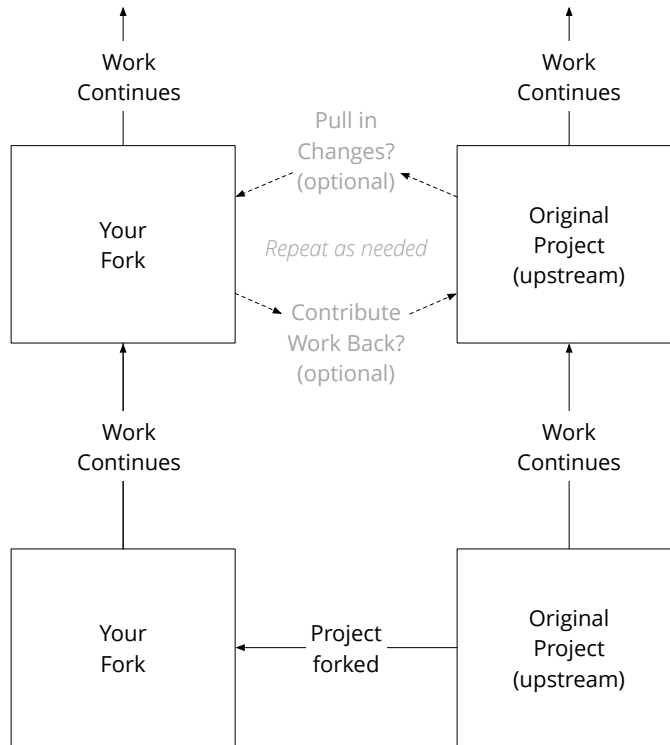 Work
Continues
Work
Continues
Pull in
Changes?
(optional)
Your
Fork
Repeat as needed
Original
Project
(upstream)
Contribute
Work Back?
(optional)
Work
Continues
Work
Continues
Your
Fork
Project
forked
Original
Project
(upstream)